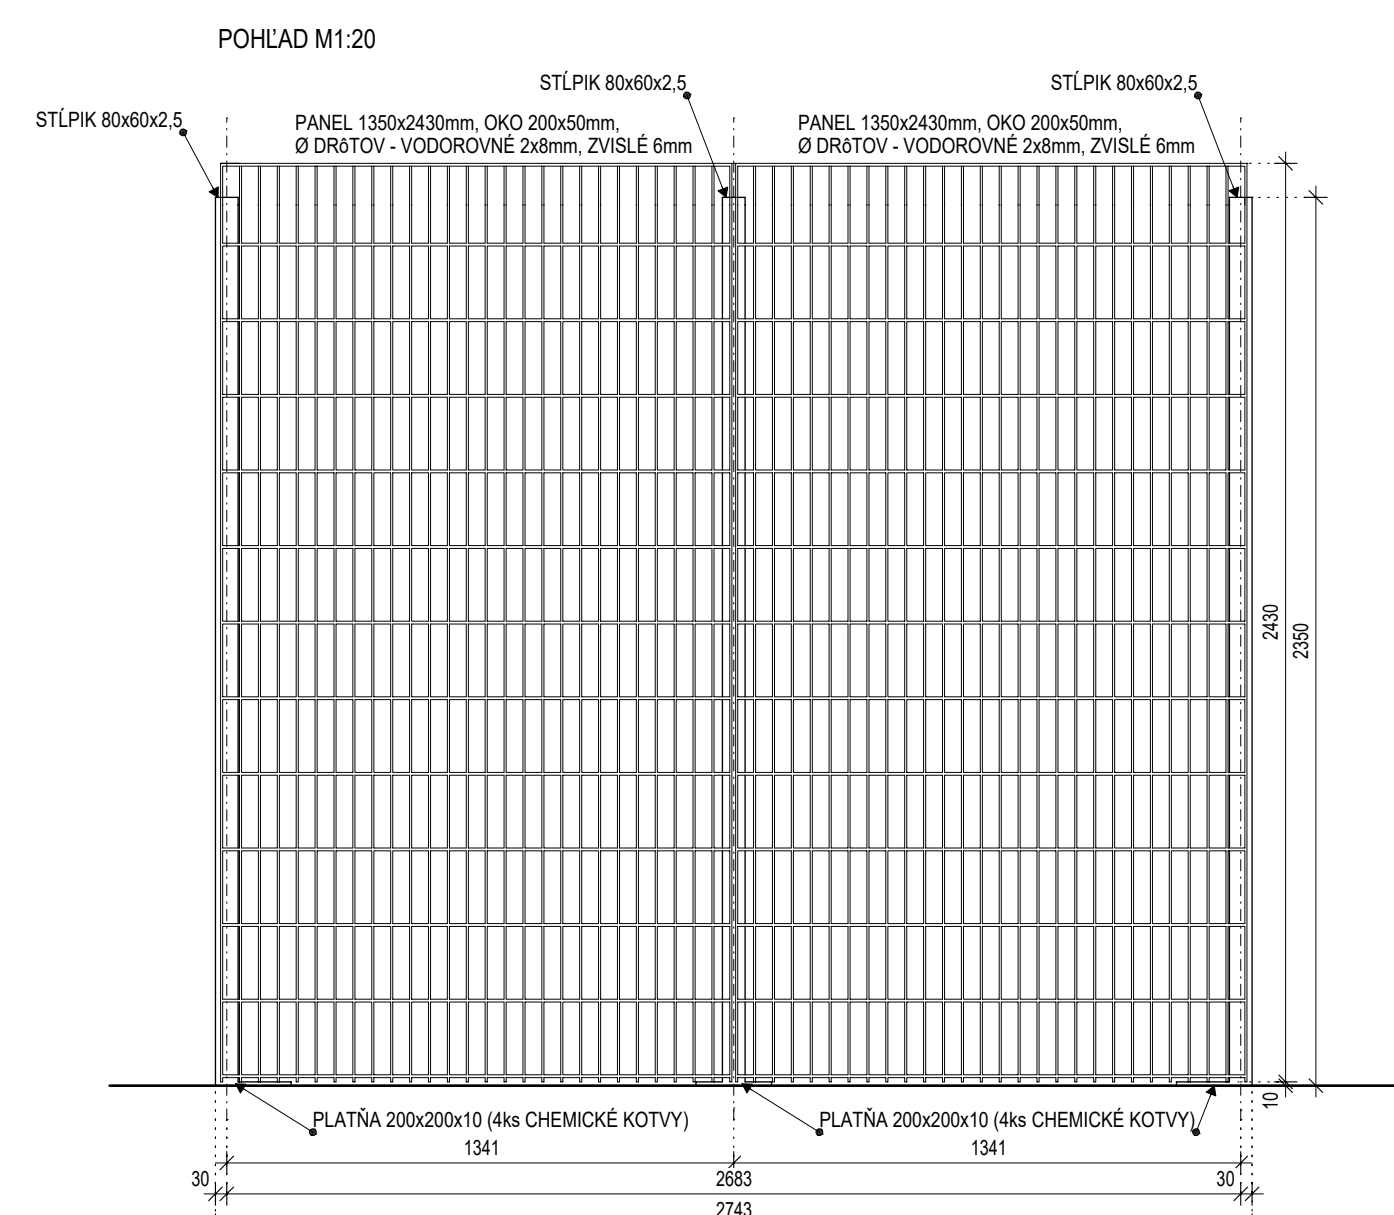 POHĽAD M1:20
STĹPIK 80x60x2,5
STĹPIK 80x60x2,5
STĹPIK 80x60x2,5
PANEL 1350x2430mm, OKO 200x50mm,
Ø DRôTOV - VODOROVNÉ 2x8mm, ZVISLÉ 6mm
PANEL 1350x2430mm, OKO 200x50mm,
Ø DRôTOV - VODOROVNÉ 2x8mm, ZVISLÉ 6mm
2430
2350
10
PLATŇA 200x200x10 (4ks CHEMICKÉ KOTVY)
PLATŇA 200x200x10 (4ks CHEMICKÉ KOTVY)
1341
1341
30
2683
30
2743